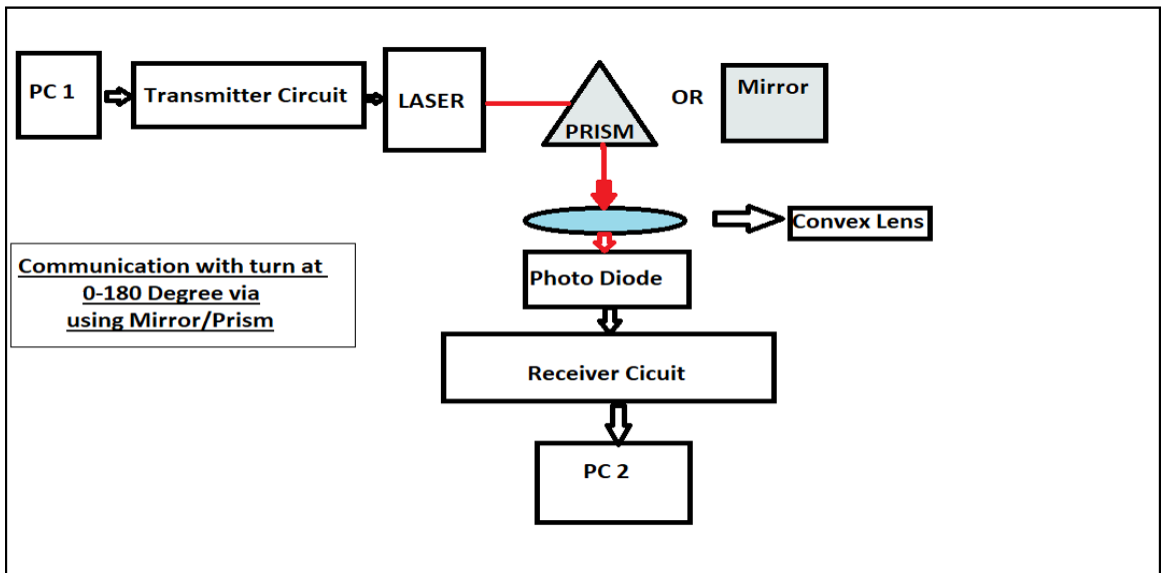 PC 1
Transmitter Circuit
LASER
PRISM
OR
Mirror
Convex Lens
Communication with turn at
0-180 Degree via
using Mirror/Prism
Photo Diode
Receiver Cicuit
PC 2